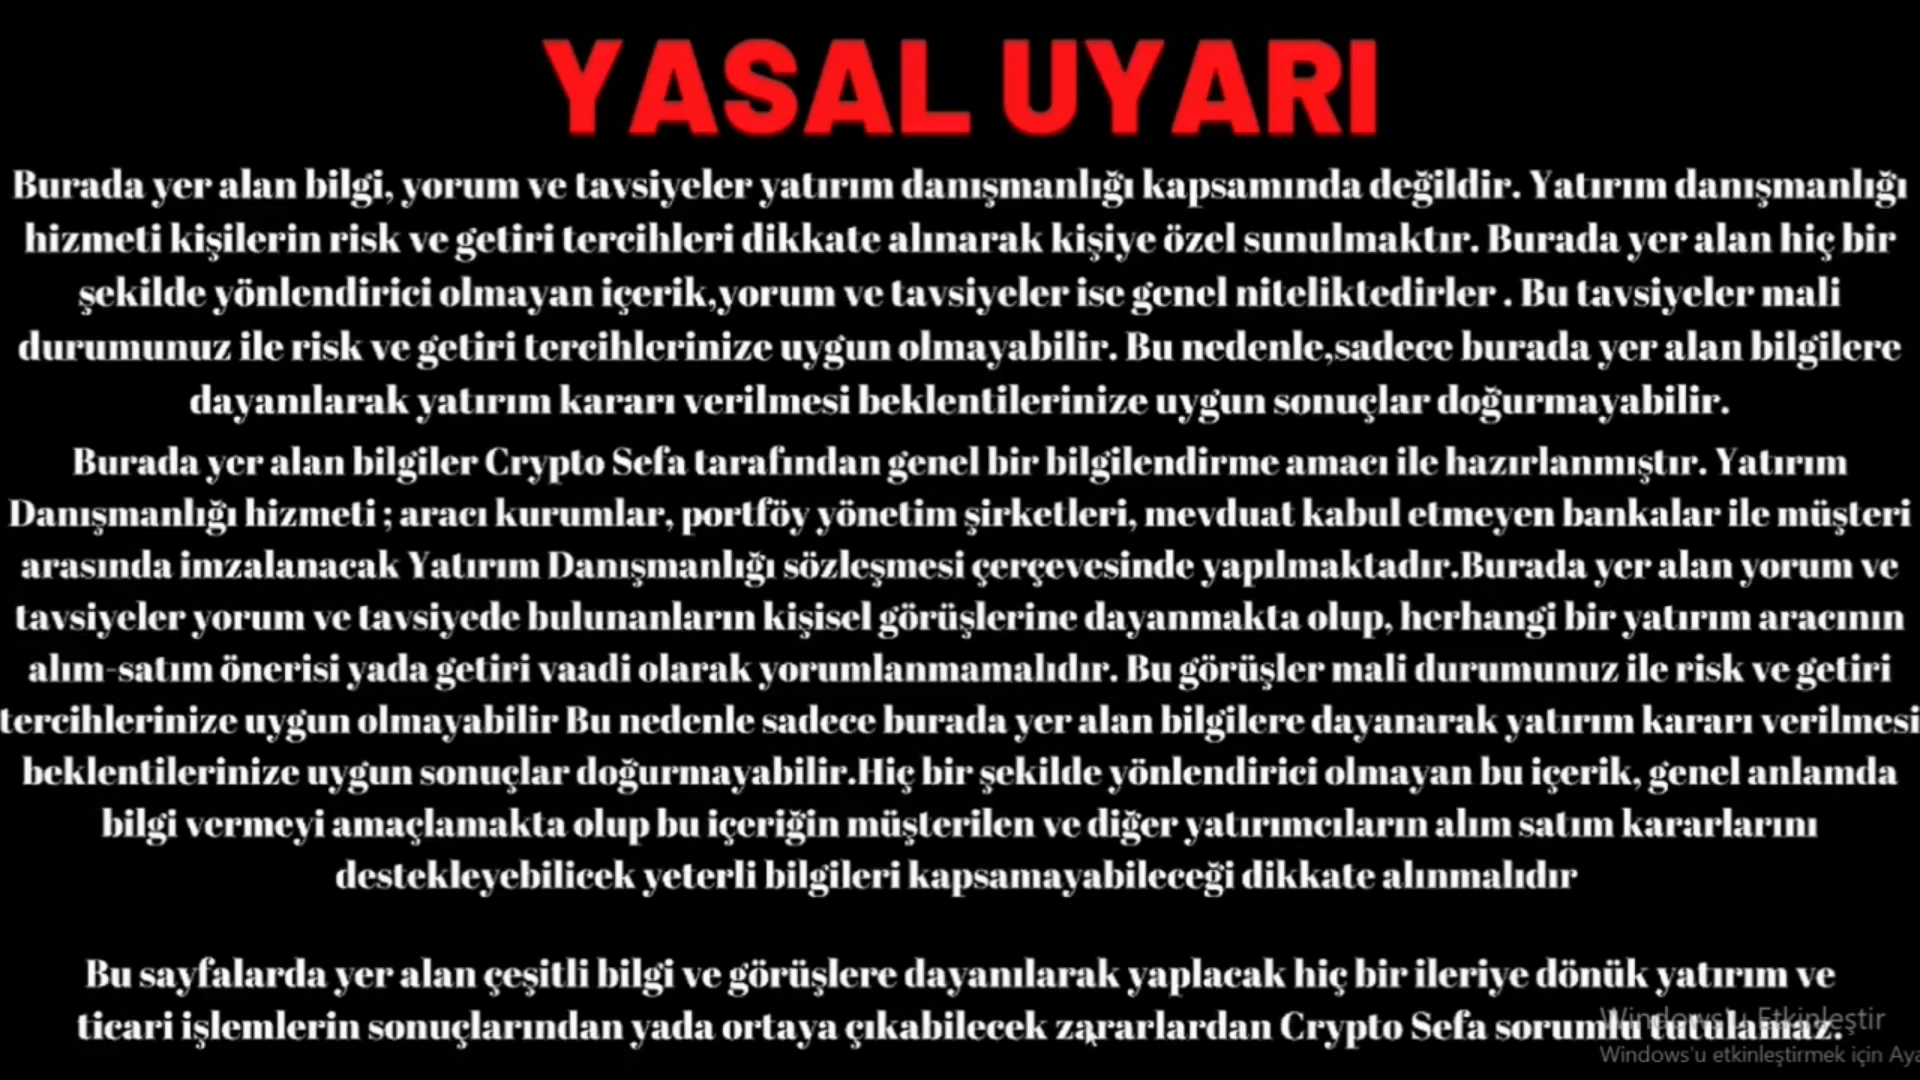 YASAL UYARI
Burada yer alan bilgi, yorum ve tavsiyeler yatırım danışmanlığı kapsamında değildir. Yatırım danışmanlığı
hizmeti kişilerin risk ve getiri tercihleri dikkate alınarak kişiye özel sunulmaktır. Burada yer alan hiç bir
şekilde yönlendirici olmayan içerik,yorum ve tavsiyeler ise genel niteliktedirler . Bu tavsiyeler mali
durumunuz ile risk ve getiri tercihlerinize uygun olmayabilir. Bu nedenle,sadece burada yer alan bilgilere
dayanılarak yatırım kararı verilmesi beklentilerinize uygun sonuçlar doğurmayabilir.
Burada yer alan bilgiler Crypto Sefa tarafından genel bir bilgilendirme amacı ile hazırlanmıştır. Yatırım
Danışmanlığı hizmeti ; aracı kurumlar, portföy yönetim şirketleri, mevduat kabul etmeyen bankalar ile müşteri
arasında imzalanacak Yatırım Danışmanlığı sözleşmesi çerçevesinde yapılmaktadır.Burada yer alan yorum ve
tavsiyeler yorum ve tavsiyede bulunanların kişisel görüşlerine dayanmakta olup, herhangi bir yatırım aracının
alım-satım önerisi yada getiri vaadi olarak yorumlanmamalıdır. Bu görüşler mali durumunuz ile risk ve getiri
tercihlerinize uygun olmayabilir Bu nedenle sadece burada yer alan bilgilere dayanarak yatırım kararı verilmesi
beklentilerinize uygun sonuçlar doğurmayabilir.Hiç bir şekilde yönlendirici olmayan bu içerik, genel anlamda
bilgi vermeyi amaçlamakta olup bu içeriğin müşterilen ve diğer yatırımcıların alım satım kararlarını
destekleyebilicek yeterli bilgileri kapsamayabileceği dikkate alınmalıdır
Bu sayfalarda yer alan çeşitli bilgi ve görüşlere dayanılarak yaplacak hiç bir ileriye dönük yatırım ve
ticari işlemlerin sonuçlarından yada ortaya çıkabilecek zararlardan Crypto Sefa sorumlu tutulamaz.
Windows'u Etkinleştir
Windows'u etkinleştirmek için Aya